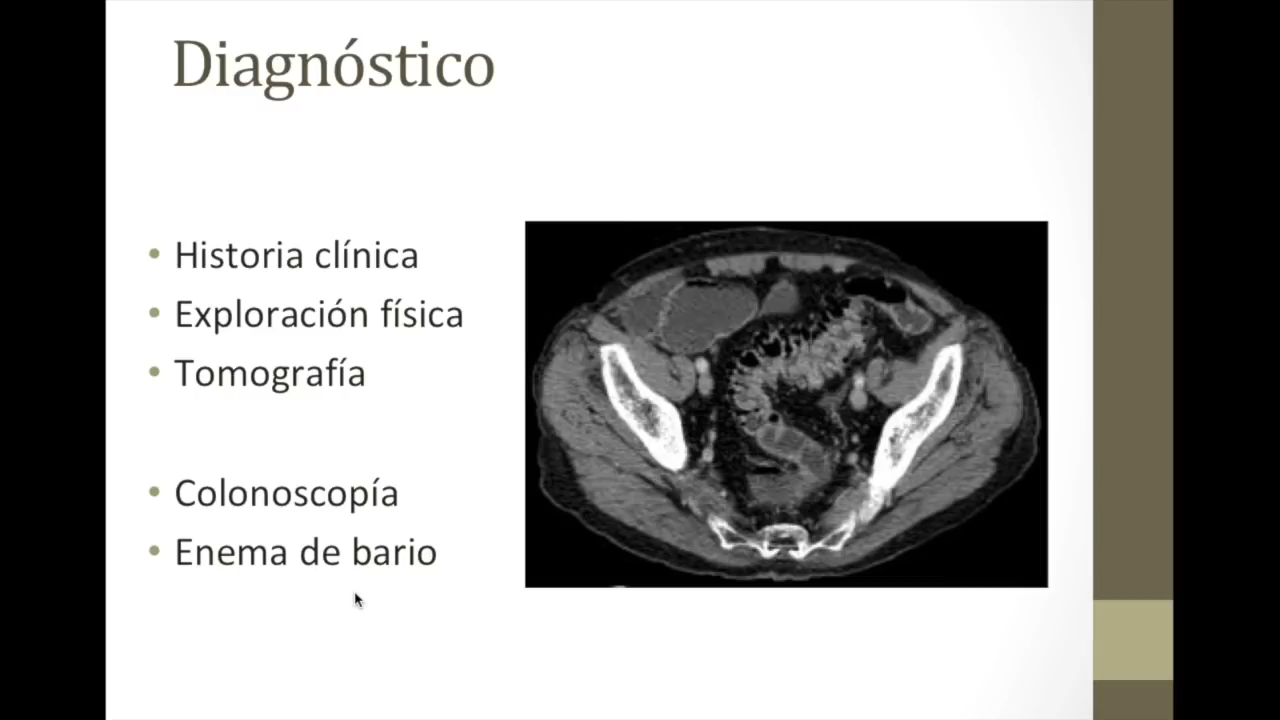 Diagnóstico
• Historia clínica
• Exploración física
• Tomografía
• Colonoscopía
• Enema de bario